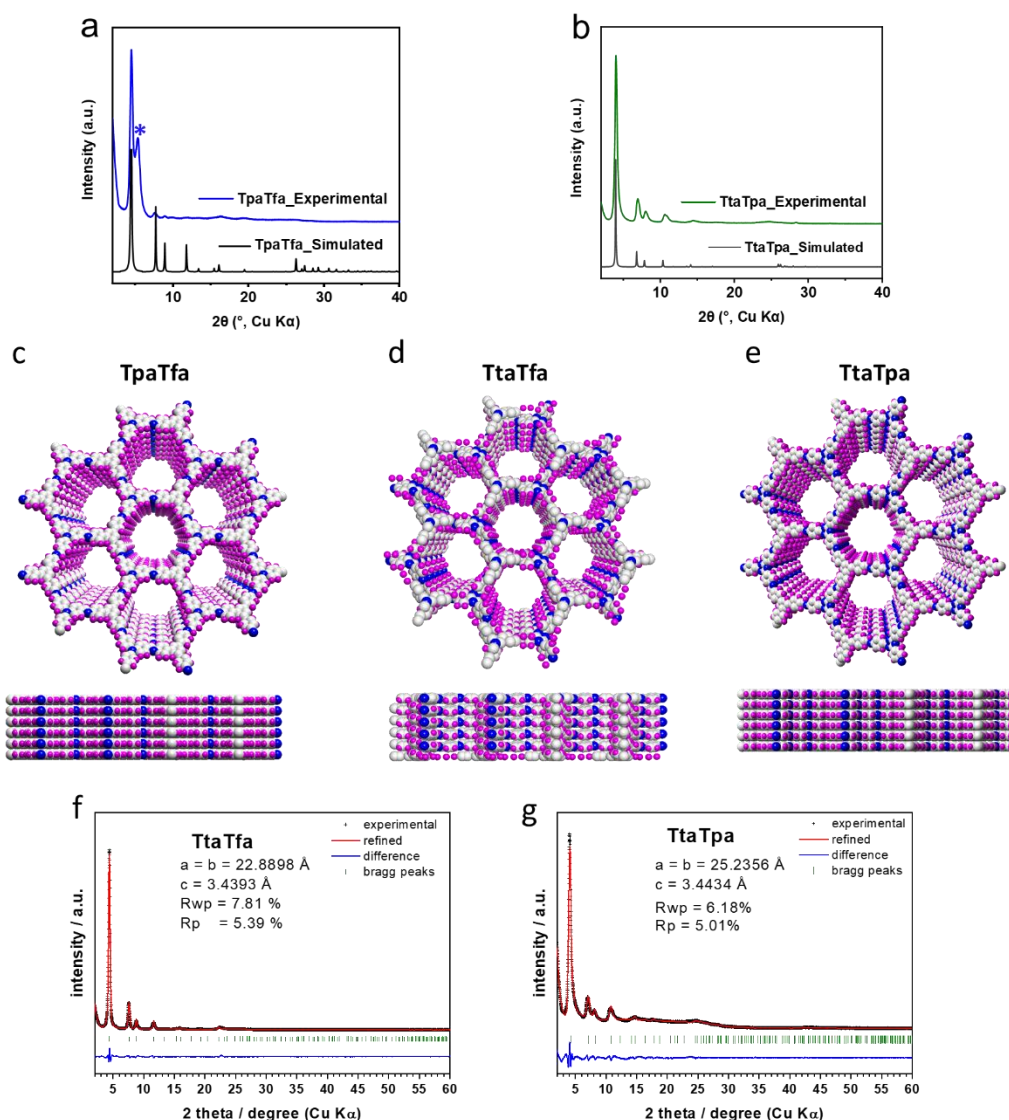 a
Intensity (a.u.)
*
TpaTfa_Experimental
TpaTfa_Simulated
10 20 30 40
2θ (°, Cu Kα)
b
Intensity (a.u.)
TtaTpa_Experimental
TtaTpa_Simulated
10 20 30 40
2θ (°, Cu Kα)
c
TpaTfa
d
TtaTfa
e
TtaTpa
f
intensity / a.u.
TtaTfa
a = b = 22.8898 Å
c = 3.4393 Å
Rwp = 7.81 %
Rp = 5.39 %
experimental
refined
difference
bragg peaks
5 10 15 20 25 30 35 40 45 50 55 60
2 theta / degree (Cu Kα)
g
intensity / a.u.
TtaTpa
a = b = 25.2356 Å
c = 3.4434 Å
Rwp = 6.18%
Rp = 5.01%
experimental
refined
difference
bragg peaks
5 10 15 20 25 30 35 40 45 50 55 60
2 theta / degree (Cu Kα)